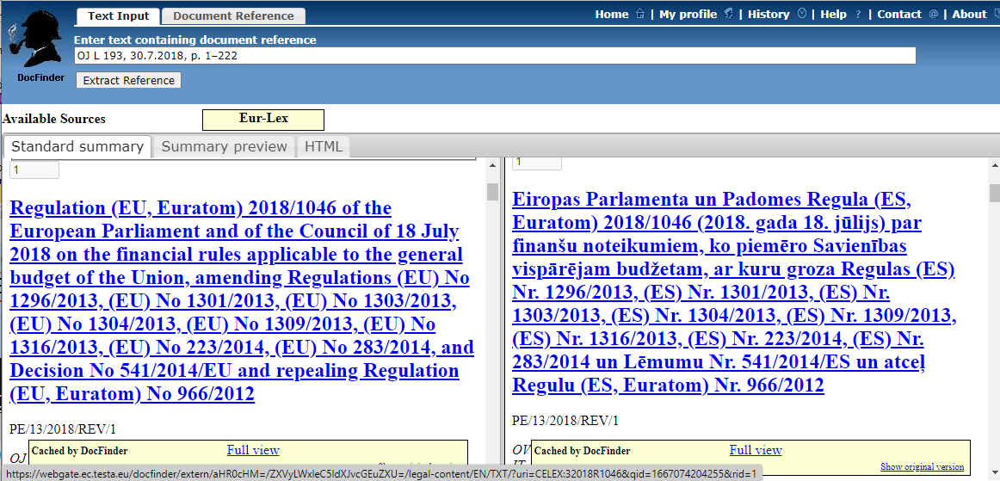 Text Input
Document Reference
Home | My profile | History | Help ? | Contact @ | About
Enter text containing document reference
OJ L 193, 30.7.2018, p. 1–222
DocFinder
Extract Reference
Available Sources
Eur-Lex
Standard summary
Summary preview
HTML
1
Regulation (EU, Euratom) 2018/1046 of the
European Parliament and of the Council of 18 July
2018 on the financial rules applicable to the general
budget of the Union, amending Regulations (EU) No
1296/2013, (EU) No 1301/2013, (EU) No 1303/2013,
(EU) No 1304/2013, (EU) No 1309/2013, (EU) No
1316/2013, (EU) No 223/2014, (EU) No 283/2014, and
Decision No 541/2014/EU and repealing Regulation
(EU, Euratom) No 966/2012
PE/13/2018/REV/1
OJ
Cached by DocFinder
Full view
1
Eiropas Parlamenta un Padomes Regula (ES,
Euratom) 2018/1046 (2018. gada 18. jūlijs) par
finanšu noteikumiem, ko piemēro Savienības
vispārējam budžetam, ar kuru groza Regulas (ES)
Nr. 1296/2013, (ES) Nr. 1301/2013, (ES) Nr.
1303/2013, (ES) Nr. 1304/2013, (ES) Nr. 1309/2013,
(ES) Nr. 1316/2013, (ES) Nr. 223/2014, (ES) Nr.
283/2014 un Lēmumu Nr. 541/2014/ES un atceļ
Regulu (ES, Euratom) Nr. 966/2012
PE/13/2018/REV/1
OV
Cached by DocFinder
Full view
Show original version
https://webgate.ec.testa.eu/docfinder/extern/aHR0cHM=/ZXVyLWxleC5ldXJvcGEuZXU=/legal-content/EN/TXT/?uri=CELEX:32018R1046&qid=1667074204255&rid=1